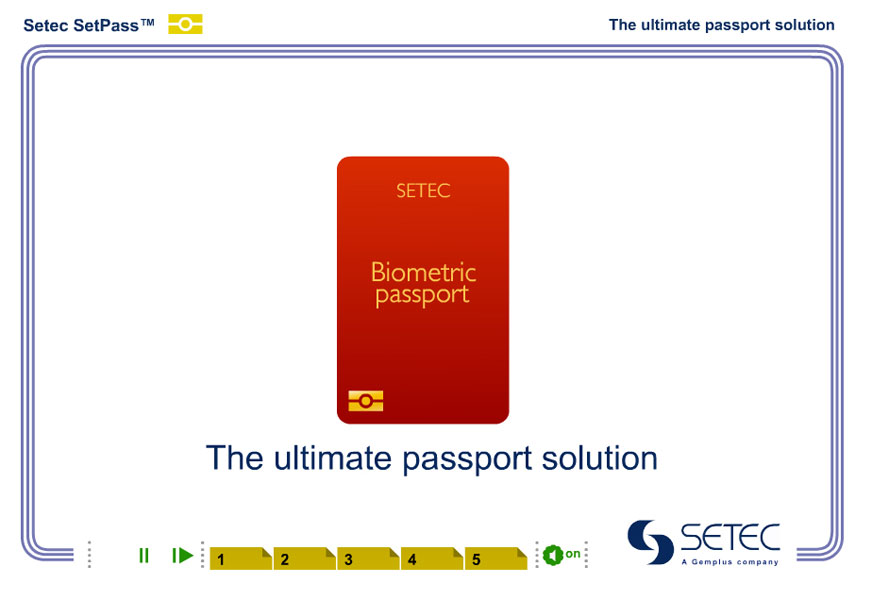 Setec SetPass™
The ultimate passport solution
SETEC
Biometric
passport
The ultimate passport solution
1 2 3 4 5
on
SETEC
A Gemplus company